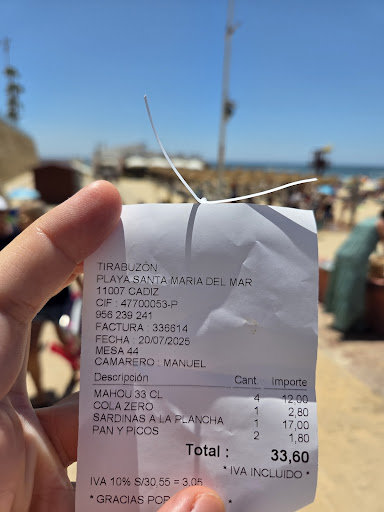 TIRABUZON
PLAYA SANTA MARIA DEL MAR
11007 CADIZ
CIF : 47700053-P
956 239 241
FACTURA : 336614
FECHA : 20/07/2025
MESA 44
CAMARERO : MANUEL
Descripción Cant. Importe
MAHOU 33 CL 4 12,00
COLA ZERO 1 2,80
SARDINAS A LA PLANCHA 1 17,00
PAN Y PICOS 2 1,80
Total : 33,60
* IVA INCLUIDO *
IVA 10% S/30,55 = 3,05
* GRACIAS POR